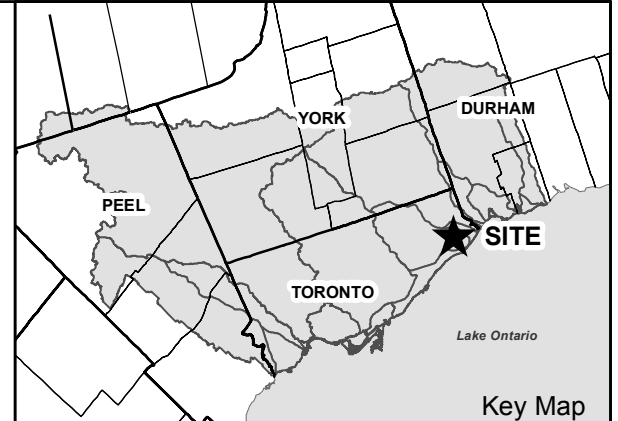 YORK
DURHAM
PEEL
SITE
TORONTO
Lake Ontario
Key Map